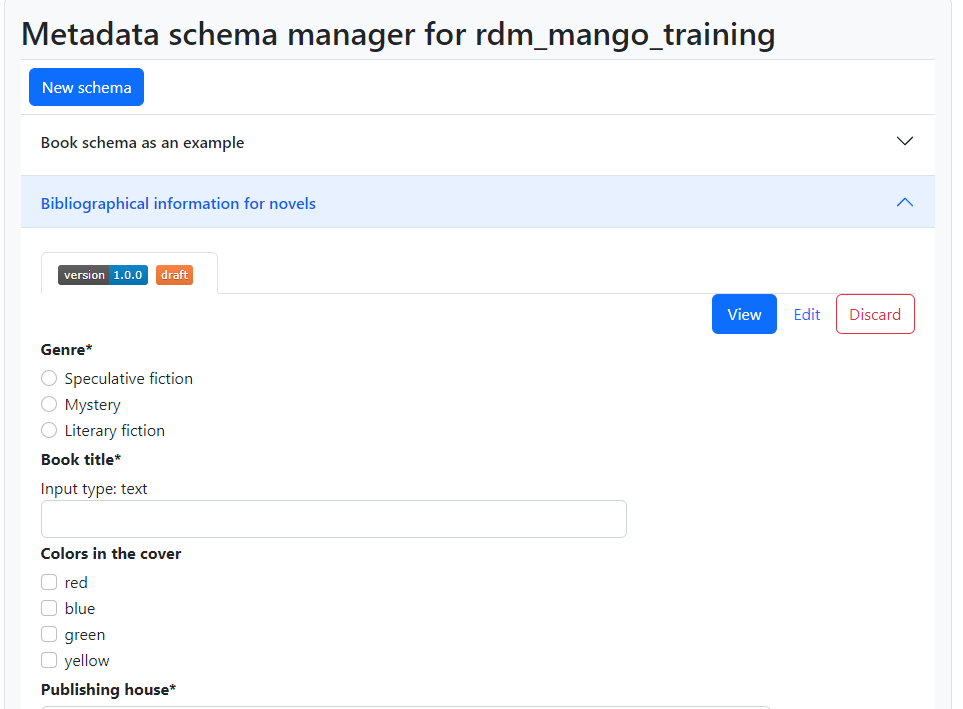 Metadata schema manager for rdm_mango_training
New schema
Book schema as an example
Bibliographical information for novels
version 1.0.0 draft
View Edit Discard
Genre*
Speculative fiction
Mystery
Literary fiction
Book title*
Input type: text
Colors in the cover
red
blue
green
yellow
Publishing house*